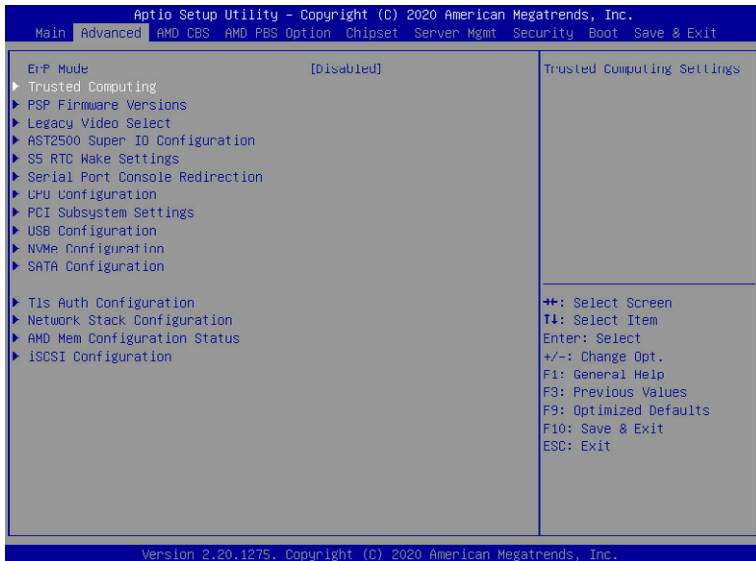 Aptio Setup Utility – Copyright (C) 2020 American Megatrends, Inc.
Main Advanced AMD CBS AMD PBS Option Chipset Server Mgmt Security Boot Save & Exit
ErP Mode [Disabled]
Trusted Computing
PSP Firmware Versions
Legacy Video Select
AST2500 Super IO Configuration
S5 RTC Wake Settings
Serial Port Console Redirection
CPU Configuration
PCI Subsystem Settings
USB Configuration
NVMe Configuration
SATA Configuration
Tls Auth Configuration
Network Stack Configuration
AMD Mem Configuration Status
iSCSI Configuration
Trusted Computing Settings
→←: Select Screen
↑↓: Select Item
Enter: Select
+/-: Change Opt.
F1: General Help
F3: Previous Values
F9: Optimized Defaults
F10: Save & Exit
ESC: Exit
Version 2.20.1275. Copyright (C) 2020 American Megatrends, Inc.